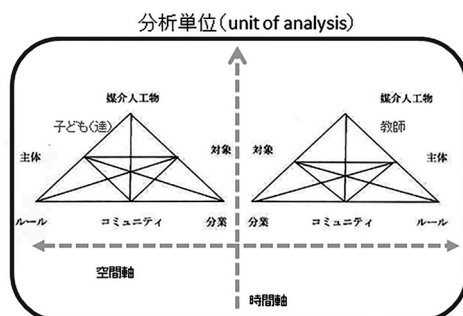 分析単位(unit of analysis)
媒介人工物
媒介人工物
子ども(達)
教師
主体
対象
対象
主体
ルール
コミュニティ
分業
分業
コミュニティ
ルール
空間軸
時間軸